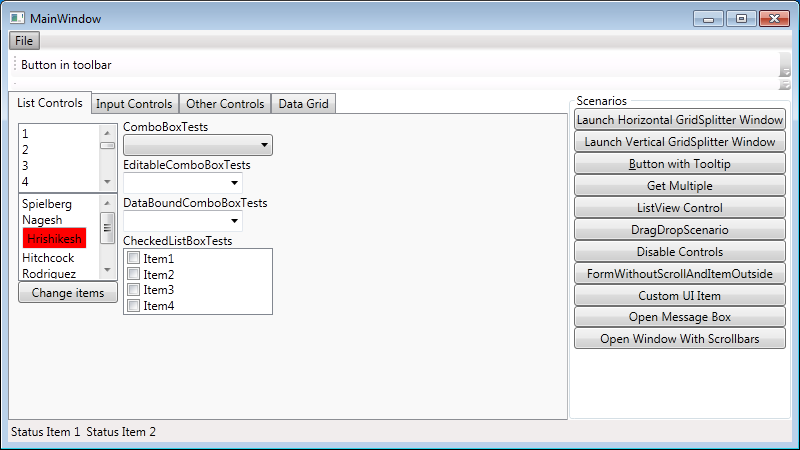 MainWindow
File
Button in toolbar
List Controls Input Controls Other Controls Data Grid
1
2
3
4
Spielberg
Nagesh
Hrishikesh
Hitchcock
Rodriguez
Change items
ComboBoxTests
EditableComboBoxTests
DataBoundComboBoxTests
CheckedListBoxTests
Item1
Item2
Item3
Item4
Scenarios
Launch Horizontal GridSplitter Window
Launch Vertical GridSplitter Window
Button with Tooltip
Get Multiple
ListView Control
DragDropScenario
Disable Controls
FormWithoutScrollAndItemOutside
Custom UI Item
Open Message Box
Open Window With Scrollbars
Status Item 1 Status Item 2